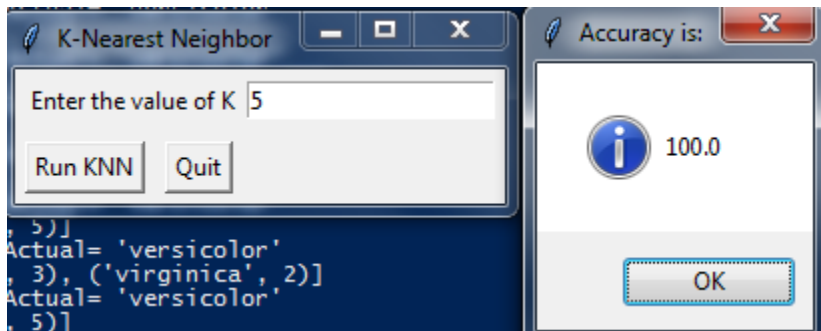 K-Nearest Neighbor
Enter the value of K 5
Run KNN Quit
Accuracy is:
100.0
OK
, 5)]
Actual= 'versicolor'
, 3), ('virginica', 2)]
Actual= 'versicolor'
, 5)]